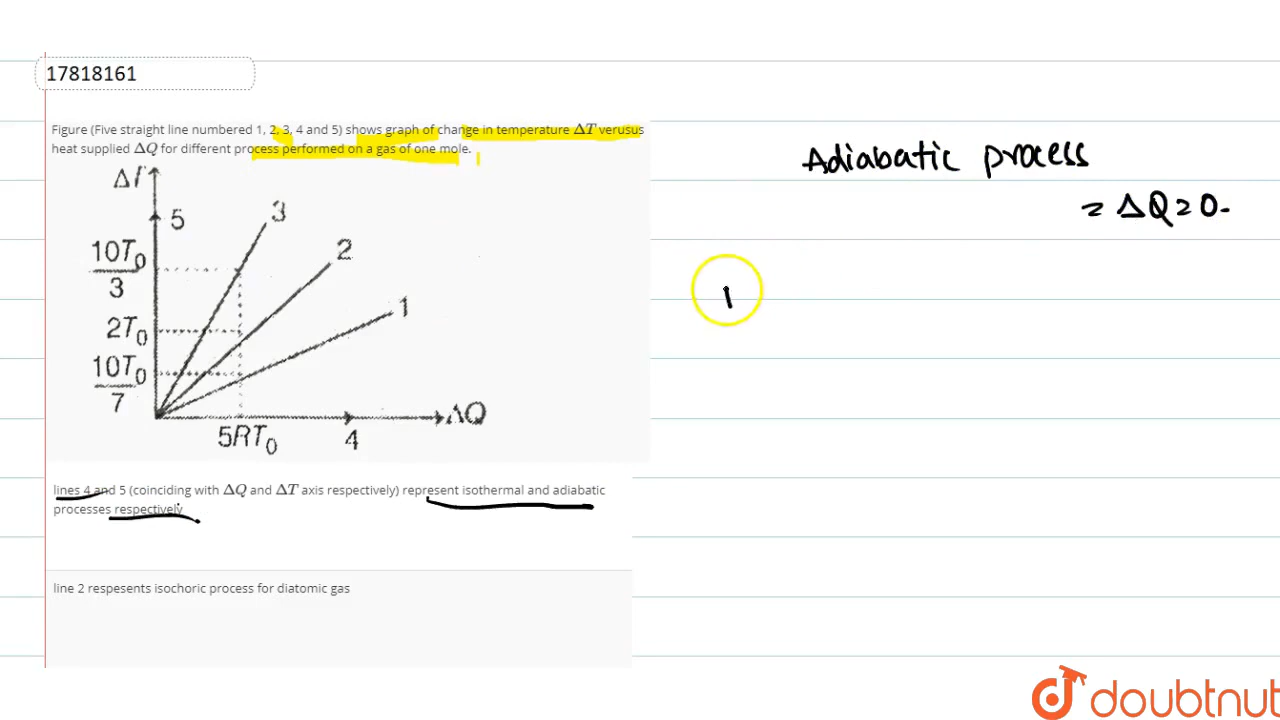 17818161
Figure (Five straight line numbered 1, 2, 3, 4 and 5) shows graph of change in temperature ΔT verusus
heat supplied ΔQ for different process performed on a gas of one mole.
ΔT
5
3
2
1
10T₀/3
2T₀
10T₀/7
5RT₀
4
ΔQ
lines 4 and 5 (coinciding with ΔQ and ΔT axis respectively) represent isothermal and adiabatic
processes respectively
line 2 respesents isochoric process for diatomic gas
Adiabatic process
= ΔQ = 0.
doubtnut